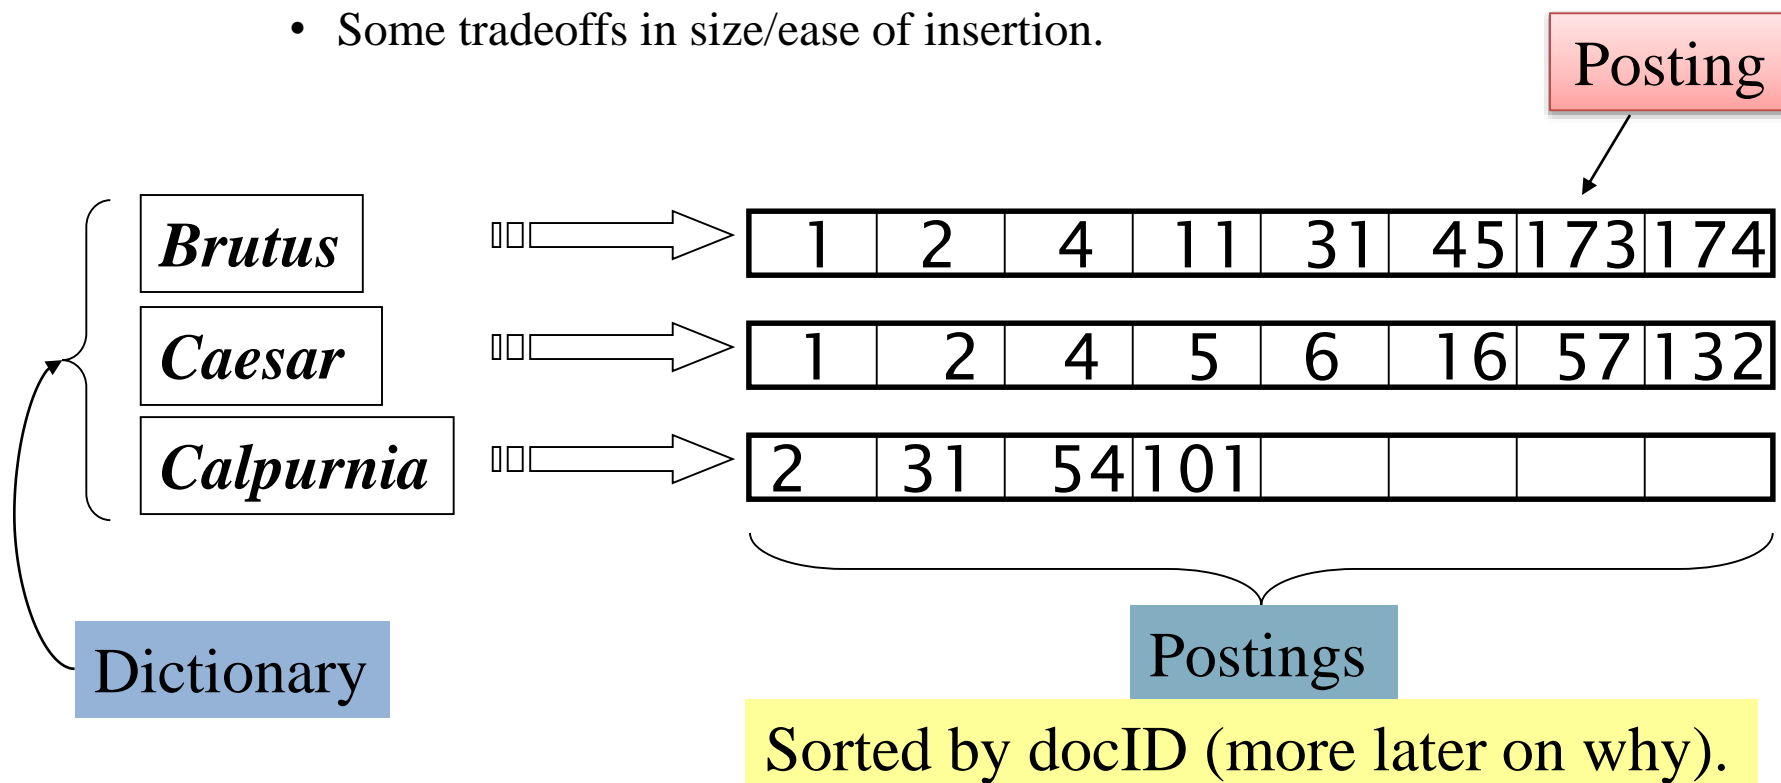 • Some tradeoffs in size/ease of insertion.
Posting
Brutus 1 2 4 11 31 45 173 174
Caesar 1 2 4 5 6 16 57 132
Calpurnia 2 31 54 101
Dictionary
Postings
Sorted by docID (more later on why).